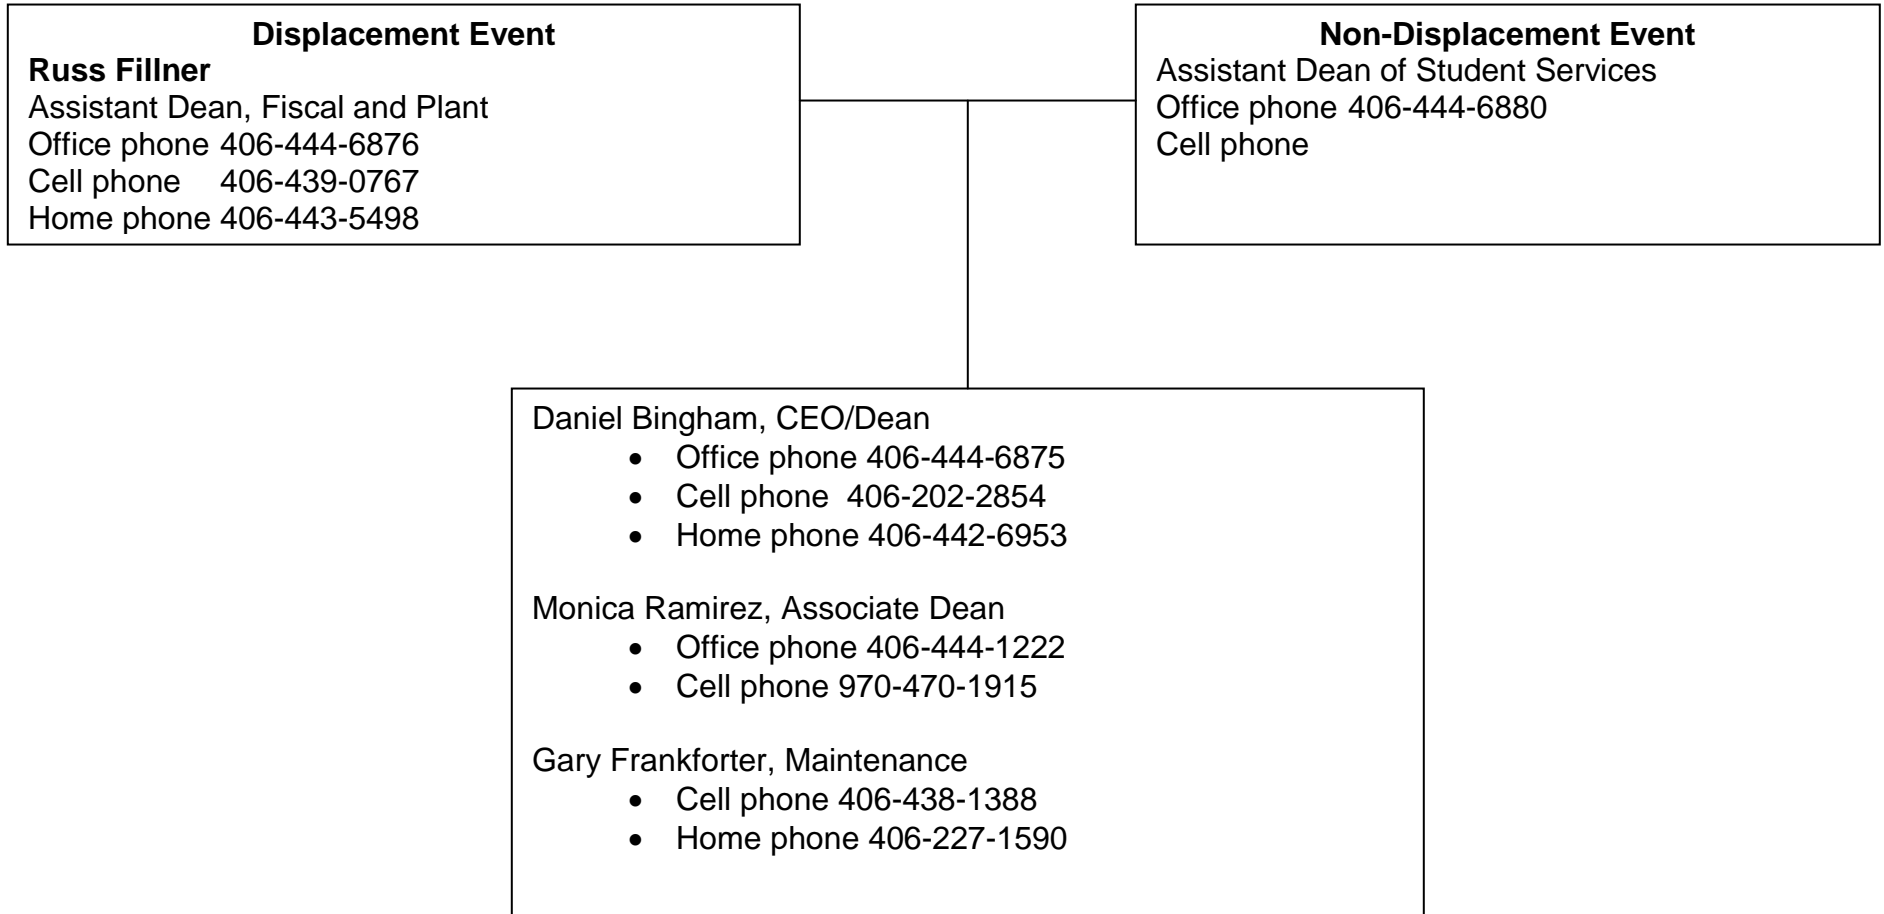 Displacement Event
Russ Fillner
Assistant Dean, Fiscal and Plant
Office phone 406-444-6876
Cell phone 406-439-0767
Home phone 406-443-5498
Non-Displacement Event
Assistant Dean of Student Services
Office phone 406-444-6880
Cell phone
Daniel Bingham, CEO/Dean
• Office phone 406-444-6875
• Cell phone 406-202-2854
• Home phone 406-442-6953
Monica Ramirez, Associate Dean
• Office phone 406-444-1222
• Cell phone 970-470-1915
Gary Frankforter, Maintenance
• Cell phone 406-438-1388
• Home phone 406-227-1590